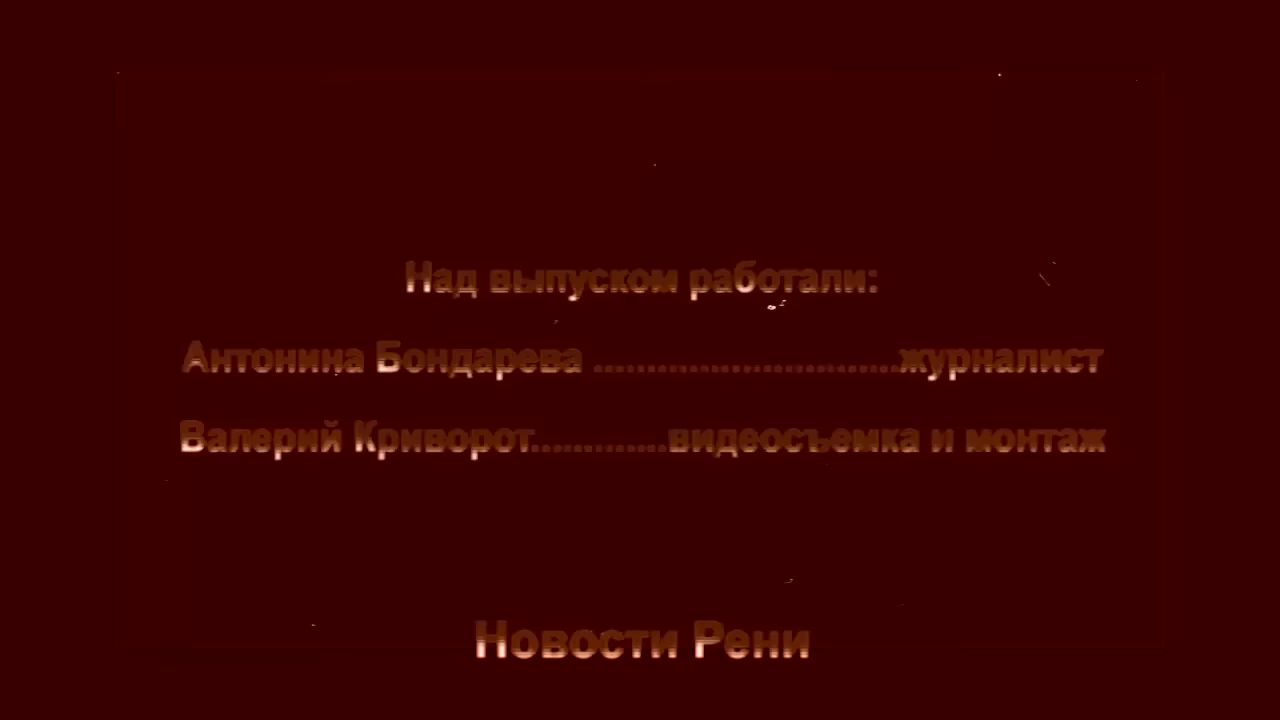 Над выпуском работали:
Антонина Бондарева .............................журналист
Валерий Криворот.............видеосъемка и монтаж
Новости Рени